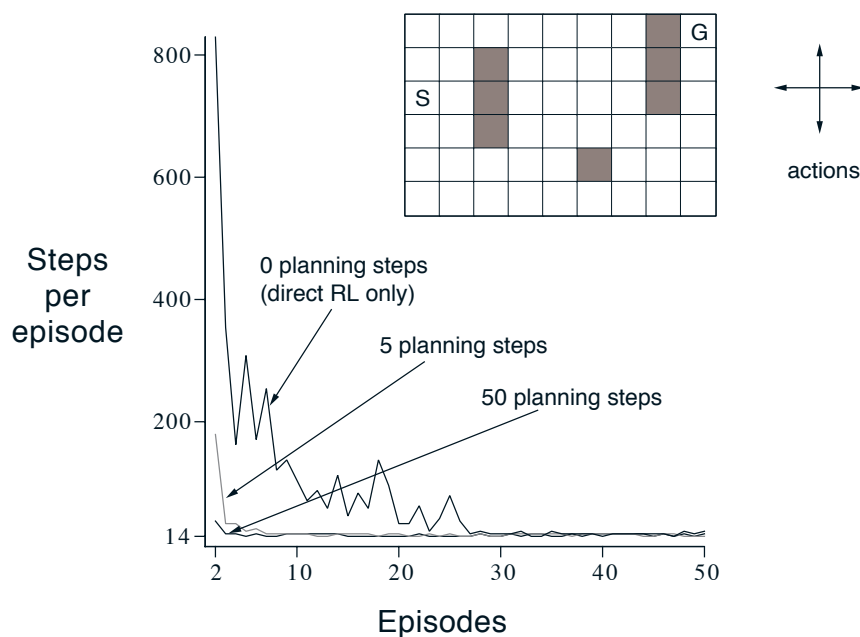 800
600
400
200
14
Steps
per
episode
2
10
20
30
40
50
Episodes
0 planning steps
(direct RL only)
5 planning steps
50 planning steps
S
G
actions